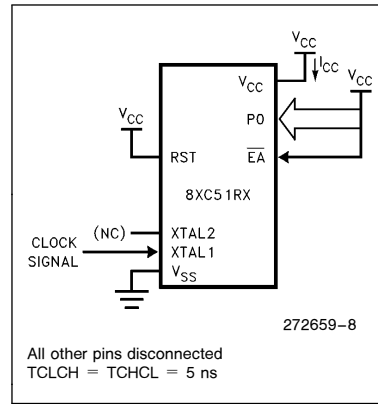 VCC
ICC
VCC
VCC
VCC
P0
RST
EA
8XC51RX
(NC)
XTAL2
CLOCK
SIGNAL
XTAL1
VSS
272659–8
All other pins disconnected
TCLCH = TCHCL = 5 ns